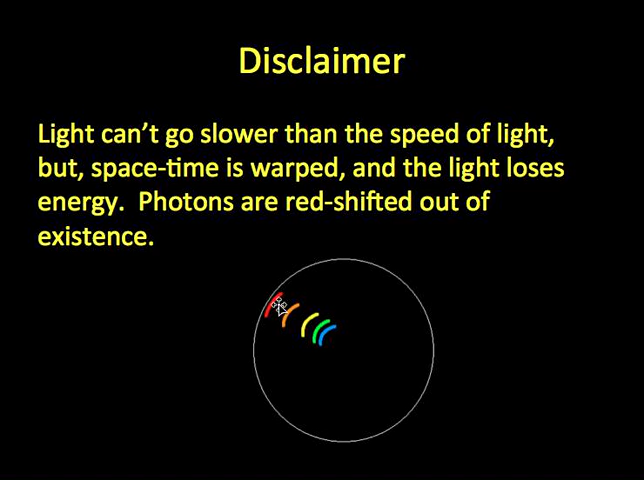 Disclaimer
Light can’t go slower than the speed of light,
but, space-time is warped, and the light loses
energy.  Photons are red-shifted out of
existence.